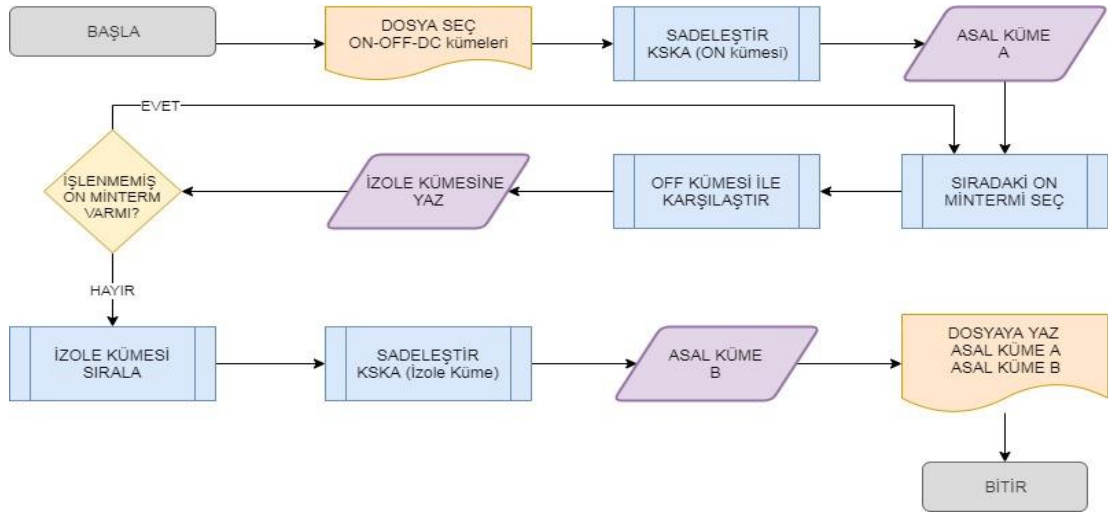 BAŞLA
DOSYA SEÇ
ON-OFF-DC kümeleri
SADELEŞTİR
KSKA (ON kümesi)
ASAL KÜME
A
EVET
İŞLENMEMİŞ
ON MİNTERM
VARMI?
İZOLE KÜMESİNE
YAZ
OFF KÜMESİ İLE
KARŞILAŞTIR
SIRADAKİ ON
MİNTERMİ SEÇ
HAYIR
İZOLE KÜMESİ
SIRALA
SADELEŞTİR
KSKA (İzole Küme)
ASAL KÜME
B
DOSYAYA YAZ
ASAL KÜME A
ASAL KÜME B
BİTİR